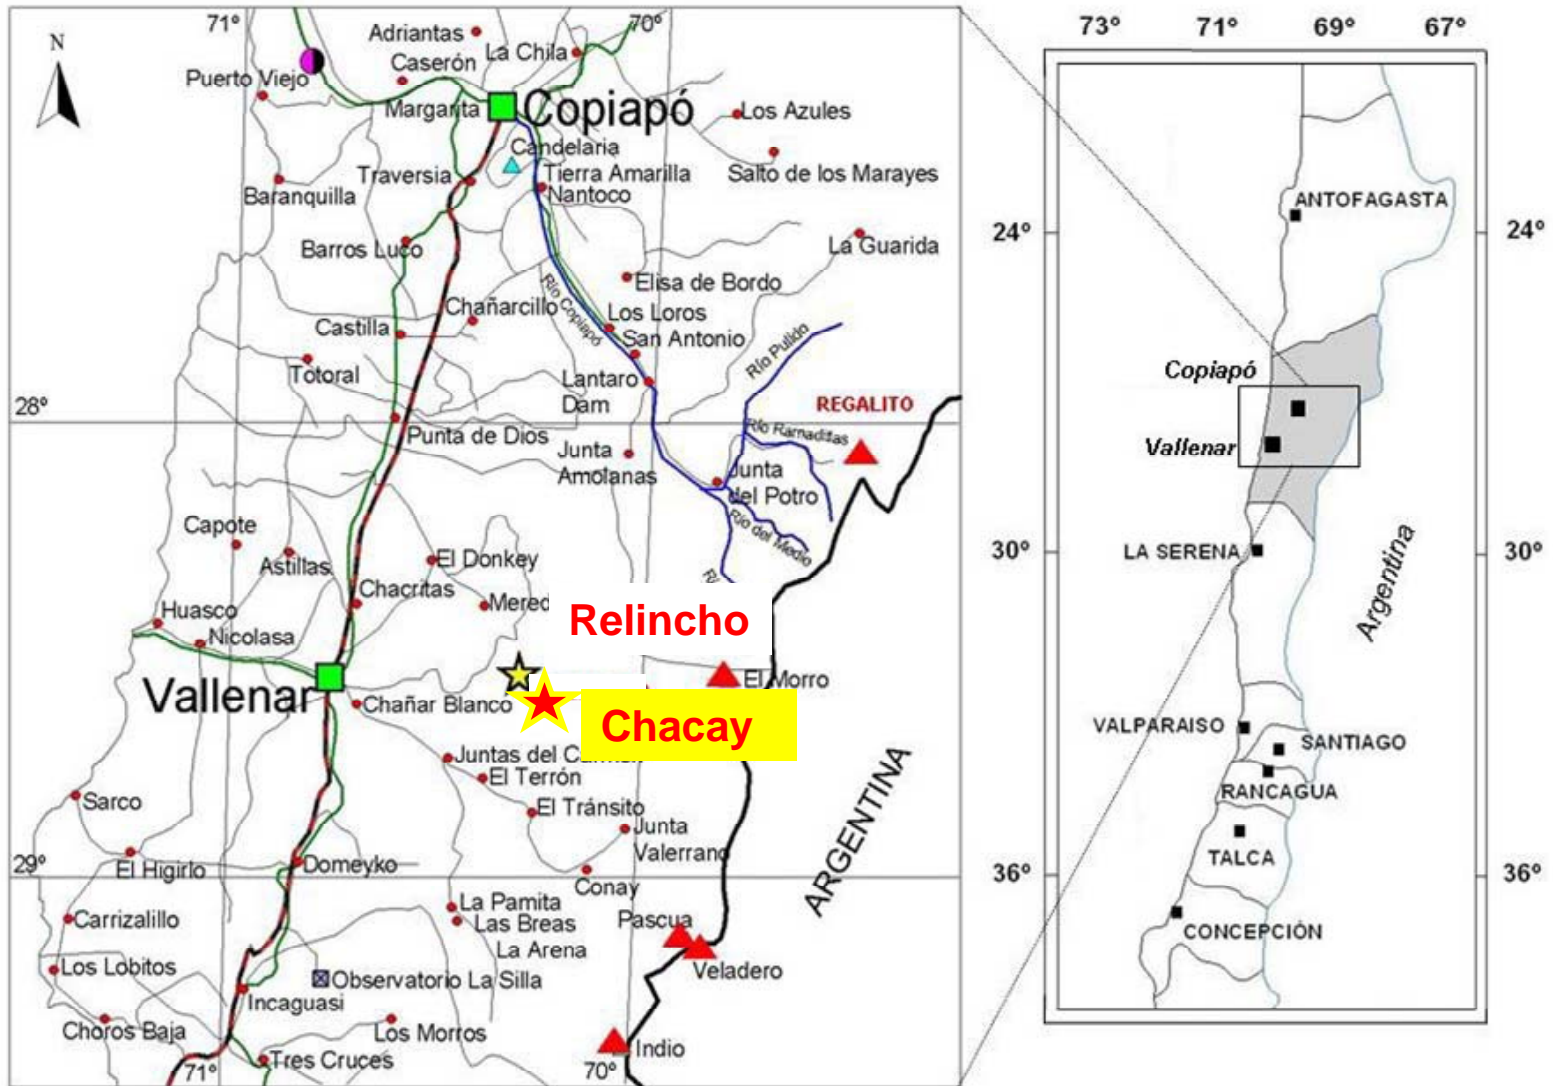 71°
70°
73°
71°
69°
67°
N
Adriantas
La Chila
Caserón
Puerto Viejo
Margarita
Copiapó
Los Azules
Candelaria
Traversia
Tierra Amarilla
Salto de los Marayes
Baranquilla
Nantoco
ANTOFAGASTA
24°
24°
Barros Luco
La Guarida
Elisa de Bordo
Río Copiapó
Chañarcillo
Los Loros
Castilla
San Antonio
Río Pulido
Totoral
Lantaro
Dam
Copiapó
REGALITO
28°
Punta de Dios
Río Ramadillas
Vallenar
Junta
Amolanas
Junta
del Potro
Capote
Río del Medio
Astillas
El Donkey
LA SERENA
30°
30°
Argentina
Chacritas
Huasco
Mered
Relincho
Nicolasa
Vallenar
El Morro
Chañar Blanco
Chacay
VALPARAISO
SANTIAGO
Juntas del
El Terrón
RANCAGUA
Sarco
El Tránsito
Junta
Valerrano
ARGENTINA
TALCA
El Higirlo
Domeyko
29°
Conay
36°
36°
La Pamita
Las Breas
Pascua
Carrizalillo
CONCEPCIÓN
La Arena
Los Lobitos
Observatorio La Silla
Veladero
Incaguasi
Choros Baja
Los Morros
Indio
Tres Cruces
71°
70°